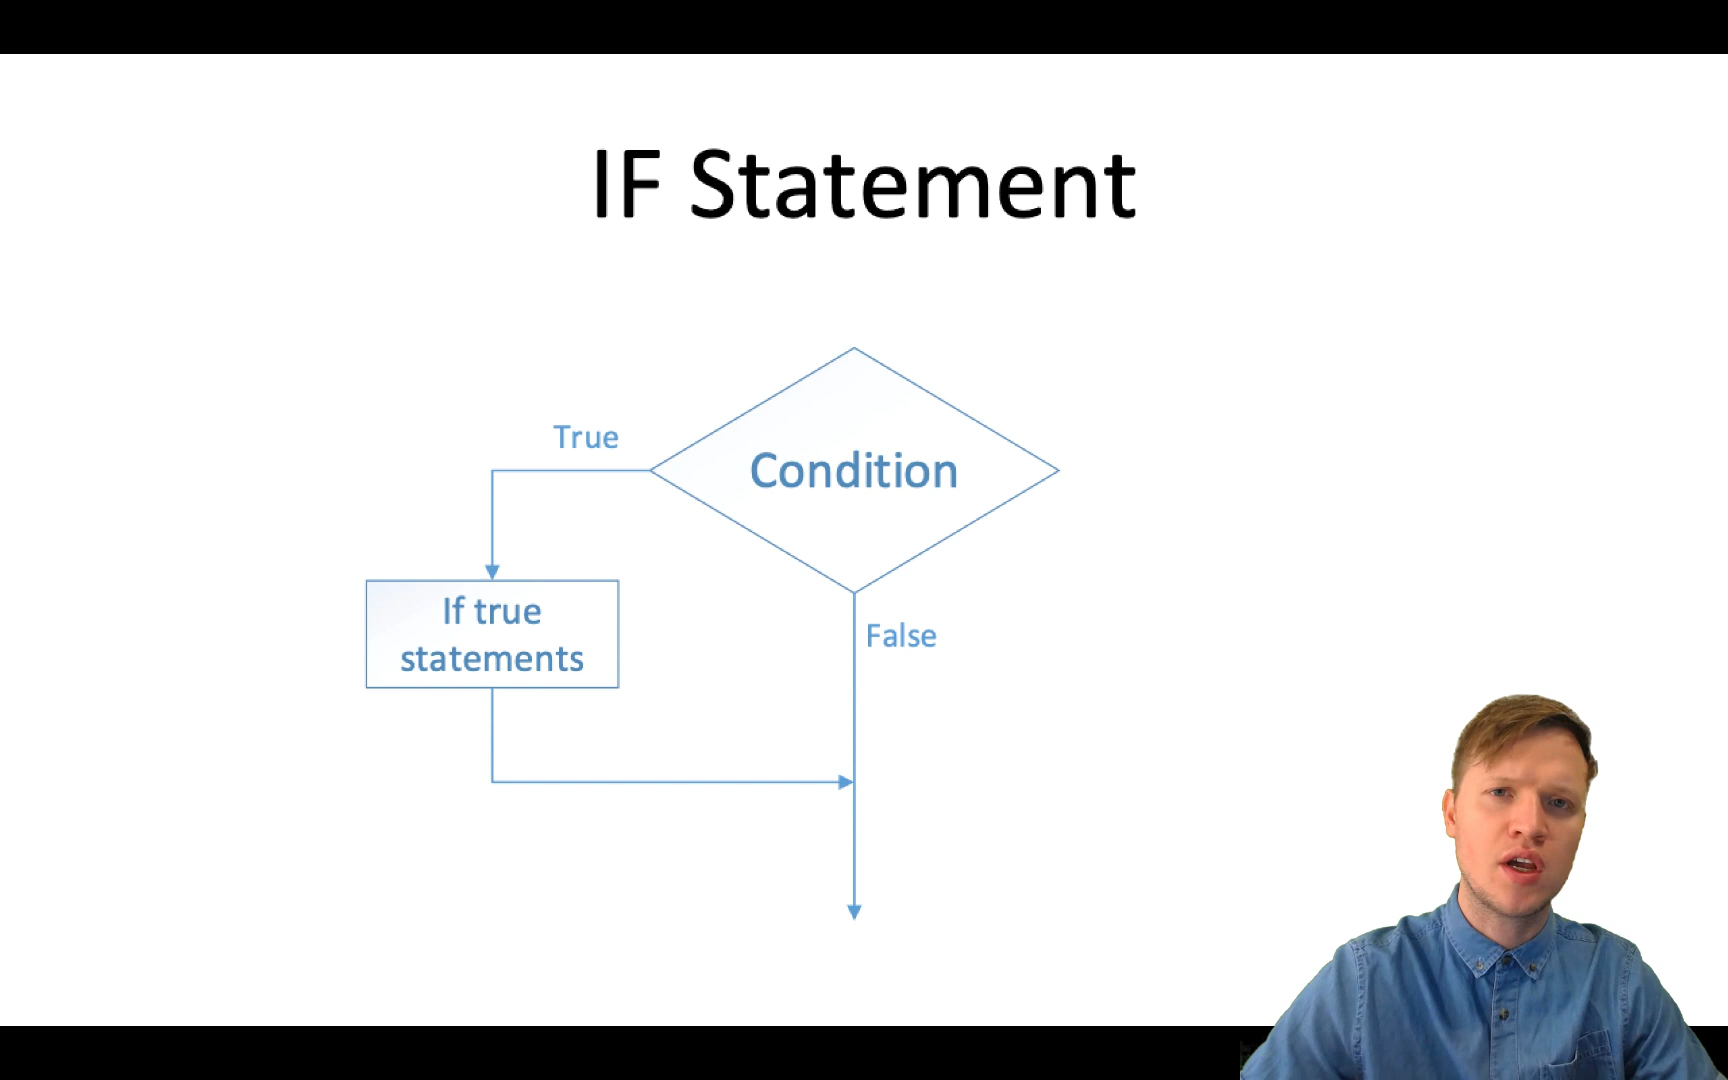 IF Statement
True
Condition
If true
statements
False